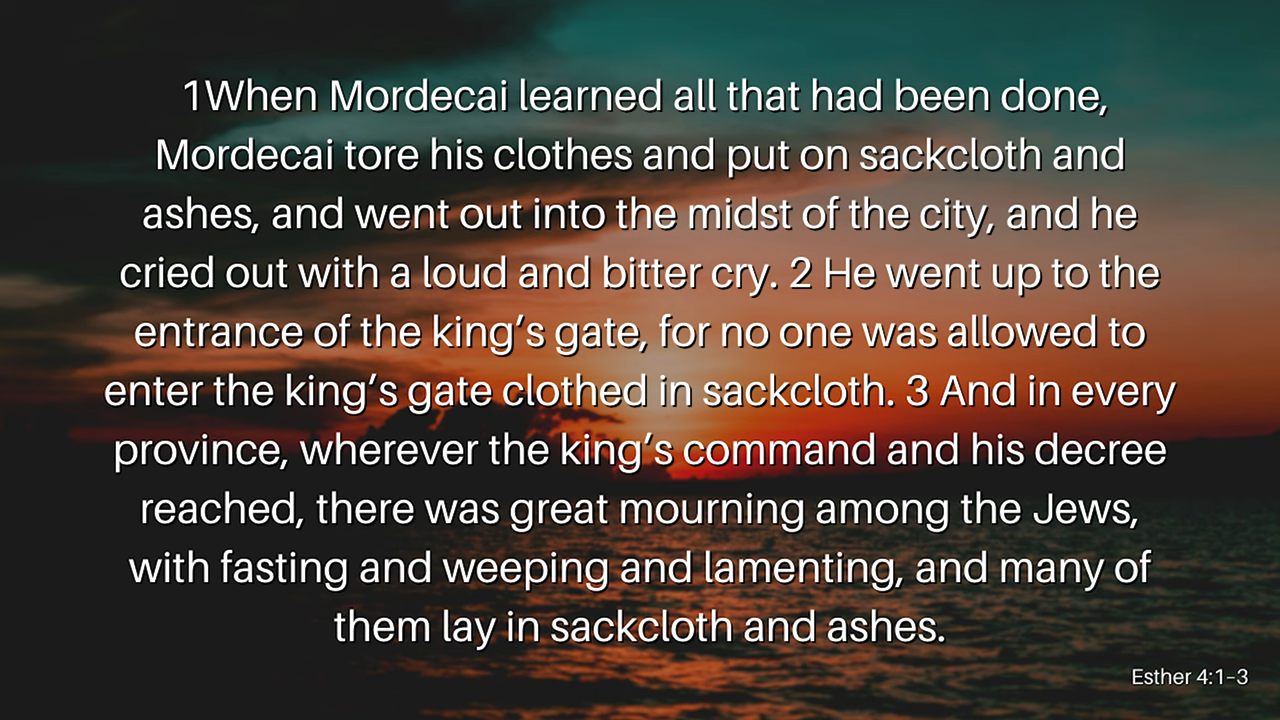 1When Mordecai learned all that had been done,
Mordecai tore his clothes and put on sackcloth and
ashes, and went out into the midst of the city, and he
cried out with a loud and bitter cry. 2 He went up to the
entrance of the king’s gate, for no one was allowed to
enter the king’s gate clothed in sackcloth. 3 And in every
province, wherever the king’s command and his decree
reached, there was great mourning among the Jews,
with fasting and weeping and lamenting, and many of
them lay in sackcloth and ashes.
Esther 4:1–3